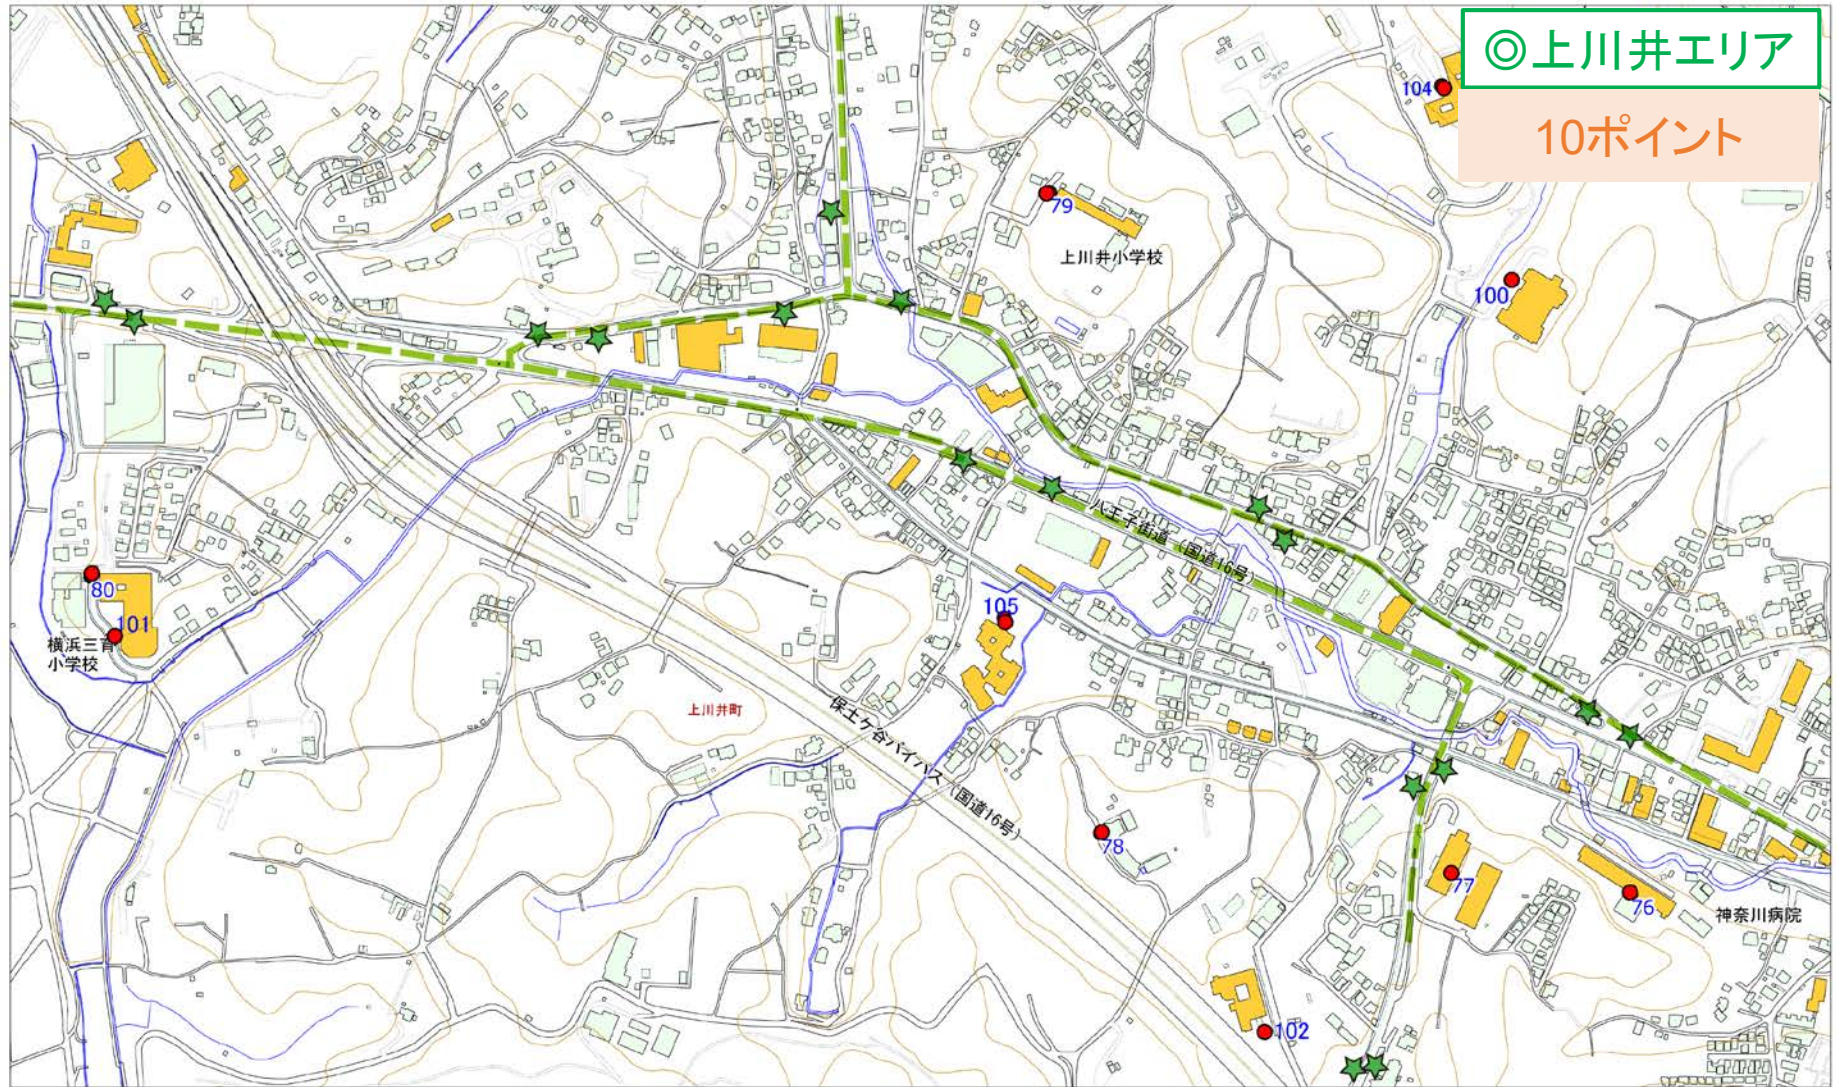 ◎上川井エリア
10ポイント
104
79
上川井小学校
100
八王子街道（国道16号）
80
101
横浜三育
小学校
105
上川井町
保土ケ谷バイパス（国道16号）
78
77
76
神奈川病院
102